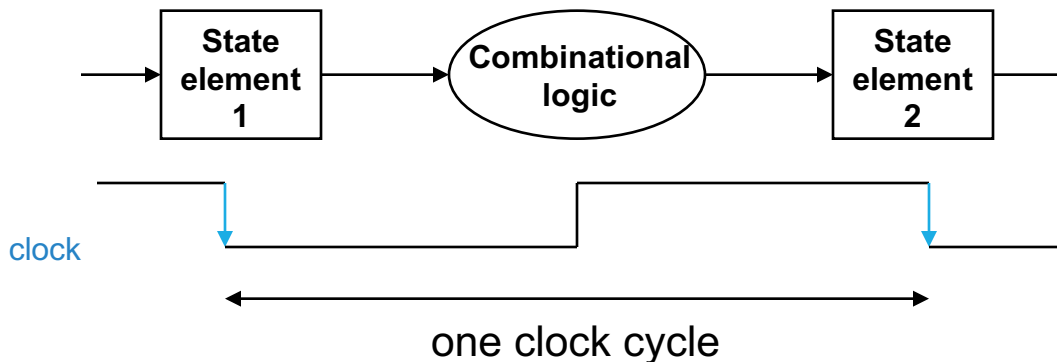 State
element
1
Combinational
logic
State
element
2
clock
one clock cycle